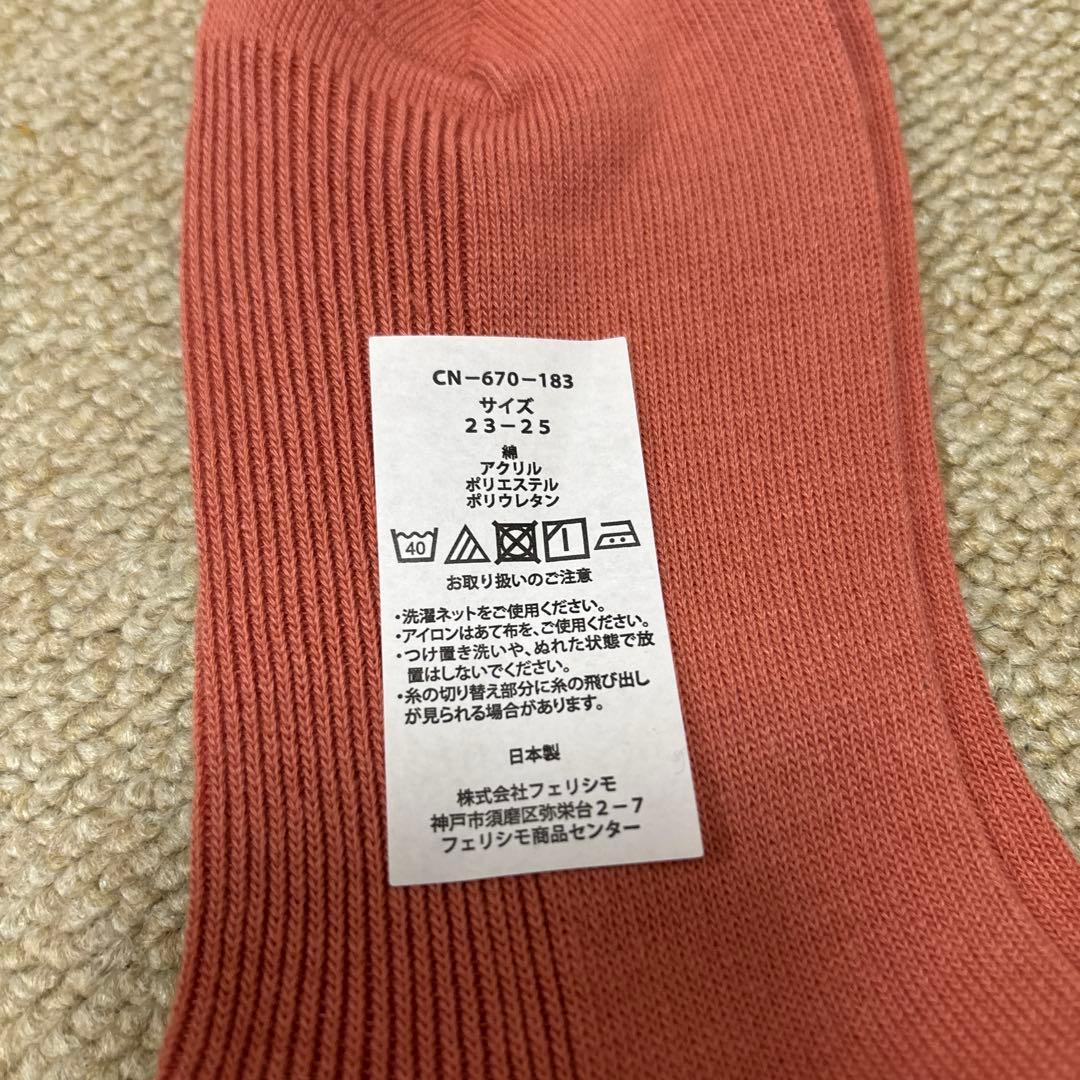 CN−670−183
サイズ
23−25
綿
アクリル
ポリエステル
ポリウレタン
40
お取り扱いのご注意
・洗濯ネットをご使用ください。
・アイロンはあて布を、ご使用ください。
・つけ置き洗いや、ぬれた状態で放
置はしないでください。
・糸の切り替え部分に糸の飛び出し
が見られる場合があります。
日本製
株式会社フェリシモ
神戸市須磨区弥栄台2−7
フェリシモ商品センター